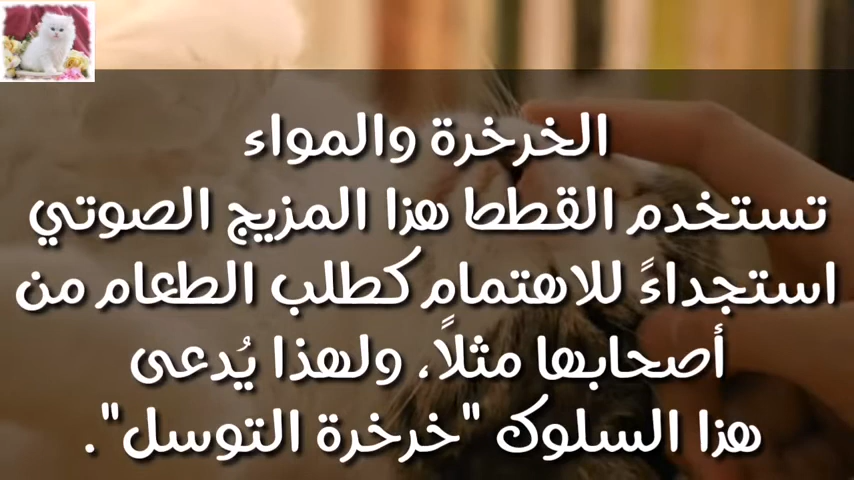 الخرخرة والمواء
تستخدم القطط هذا المزيج الصوتي
استجداءً للاهتمام كطلب الطعام من
أصحابها مثلاً، ولهذا يُدعى
هذا السلوك "خرخرة التوسل".